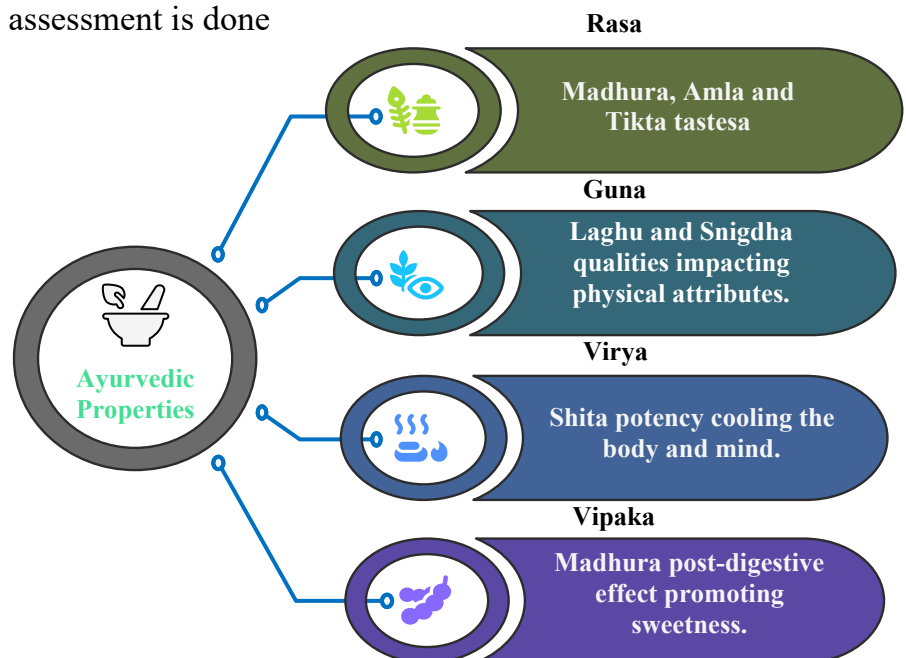 assessment is done
Rasa
Madhura, Amla and
Tikta tastesa
Guna
Laghu and Snigdha
qualities impacting
physical attributes.
Virya
Ayurvedic
Properties
Shita potency cooling the
body and mind.
Vipaka
Madhura post-digestive
effect promoting
sweetness.